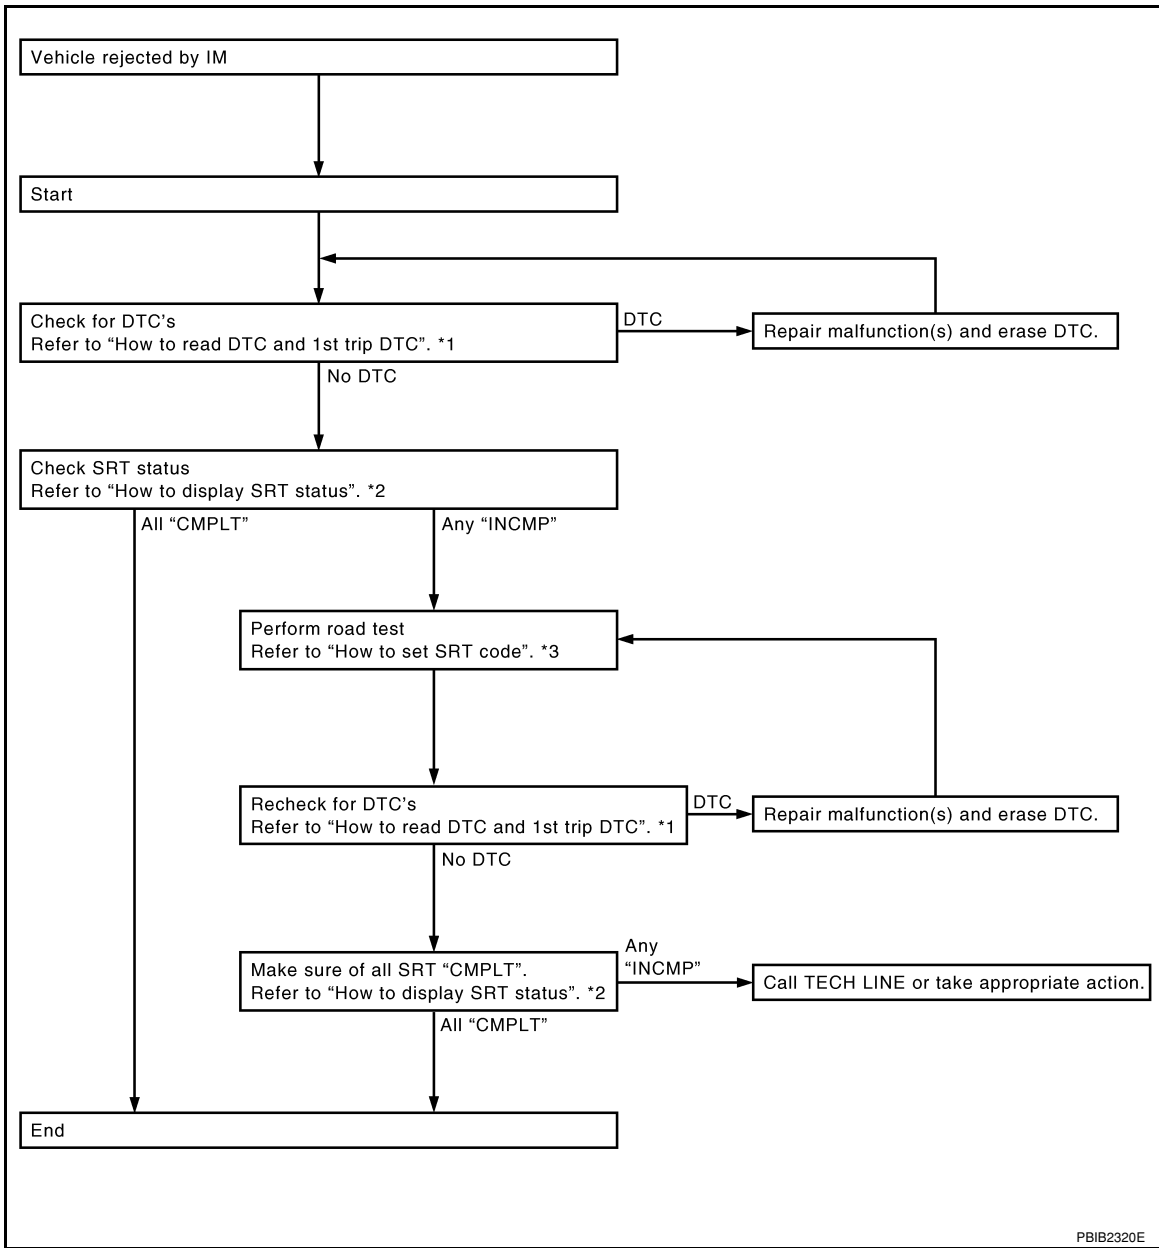 Vehicle rejected by IM
Start
Check for DTC's
Refer to “How to read DTC and 1st trip DTC”. *1
DTC
Repair malfunction(s) and erase DTC.
No DTC
Check SRT status
Refer to “How to display SRT status”. *2
All “CMPLT”
Any “INCMP”
Perform road test
Refer to “How to set SRT code”. *3
Recheck for DTC's
Refer to “How to read DTC and 1st trip DTC”. *1
DTC
Repair malfunction(s) and erase DTC.
No DTC
Make sure of all SRT “CMPLT”.
Refer to “How to display SRT status”. *2
Any
“INCMP”
Call TECH LINE or take appropriate action.
All “CMPLT”
End
PBIB2320E